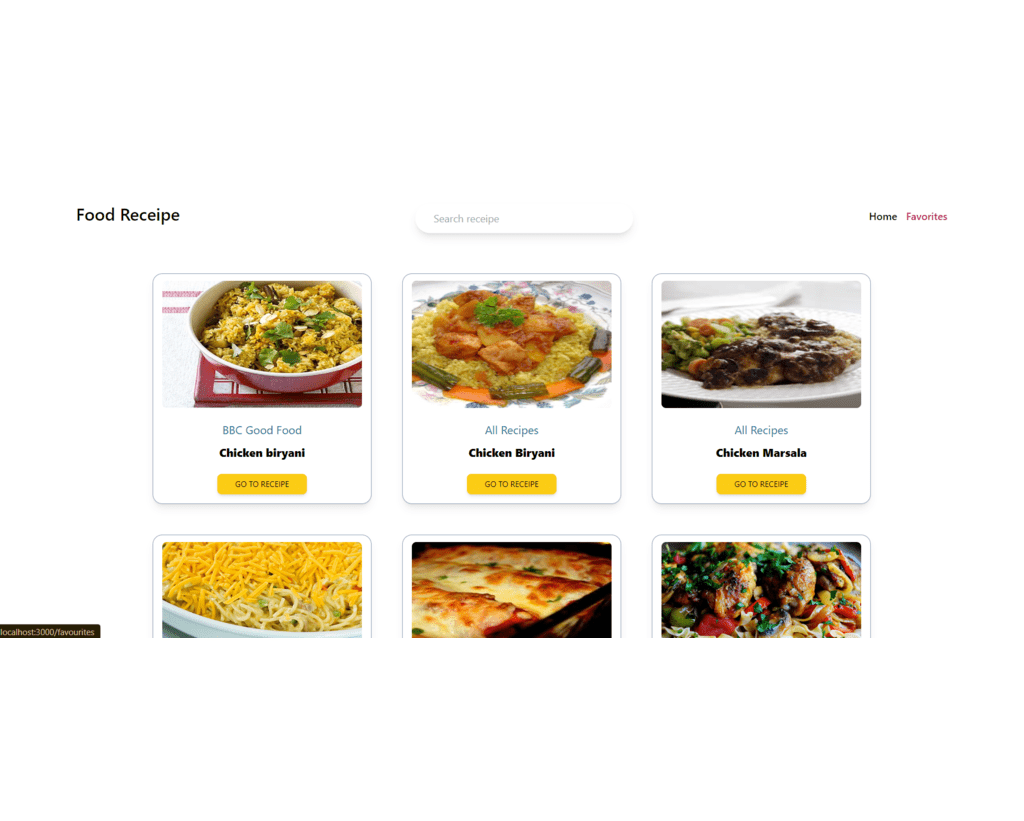 Food Receipe
Search receipe
Home Favorites
BBC Good Food
Chicken biryani
GO TO RECEIPE
All Recipes
Chicken Biryani
GO TO RECEIPE
All Recipes
Chicken Marsala
GO TO RECEIPE
localhost:3000/favourites